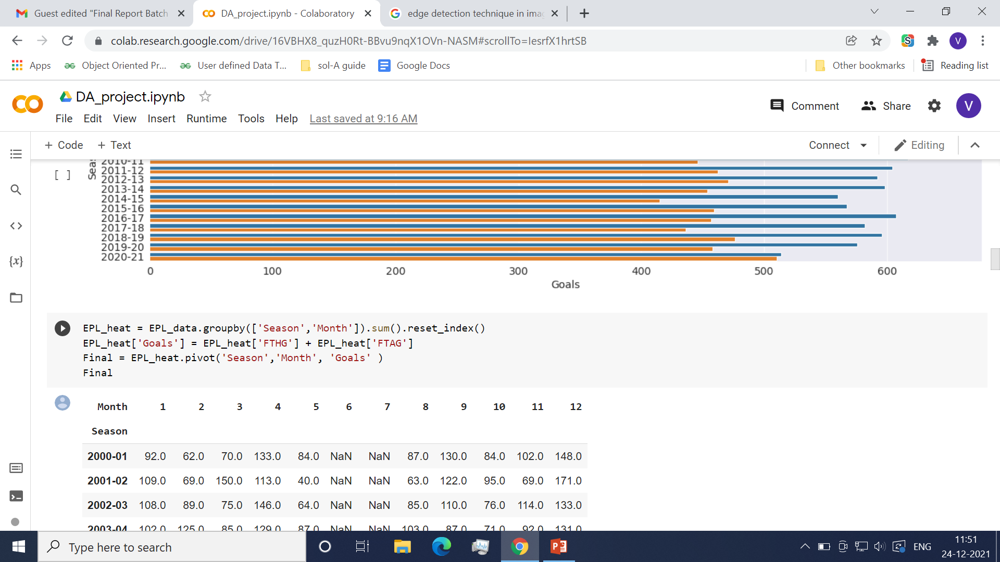 Guest edited "Final Report Batch
DA_project.ipynb - Colaboratory
edge detection technique in imag
colab.research.google.com/drive/16VBHX8_quzH0Rt-BBvu9nqX1OVn-NASM#scrollTo=IesrfX1hrtSB
S
V
Apps
Object Oriented Pr...
User defined Data T...
sol-A guide
Google Docs
Other bookmarks
Reading list
DA_project.ipynb
Comment
Share
V
File Edit View Insert Runtime Tools Help Last saved at 9:16 AM
+ Code + Text
Connect
Editing
[ ]
Seas
2010-11
2011-12
2012-13
2013-14
2014-15
2015-16
2016-17
2017-18
2018-19
2019-20
2020-21
0 100 200 300 400 500 600
Goals
{x}
EPL_heat = EPL_data.groupby(['Season','Month']).sum().reset_index()
EPL_heat['Goals'] = EPL_heat['FTHG'] + EPL_heat['FTAG']
Final = EPL_heat.pivot('Season','Month', 'Goals' )
Final
Month 1 2 3 4 5 6 7 8 9 10 11 12
Season
2000-01 92.0 62.0 70.0 133.0 84.0 NaN NaN 87.0 130.0 84.0 102.0 148.0
2001-02 109.0 69.0 150.0 113.0 40.0 NaN NaN 63.0 122.0 95.0 69.0 171.0
2002-03 108.0 89.0 75.0 146.0 64.0 NaN NaN 85.0 110.0 76.0 114.0 133.0
2003-04 102.0 125.0 85.0 129.0 87.0 NaN NaN 103.0 87.0 71.0 92.0 131.0
Type here to search
ENG
11:51
24-12-2021